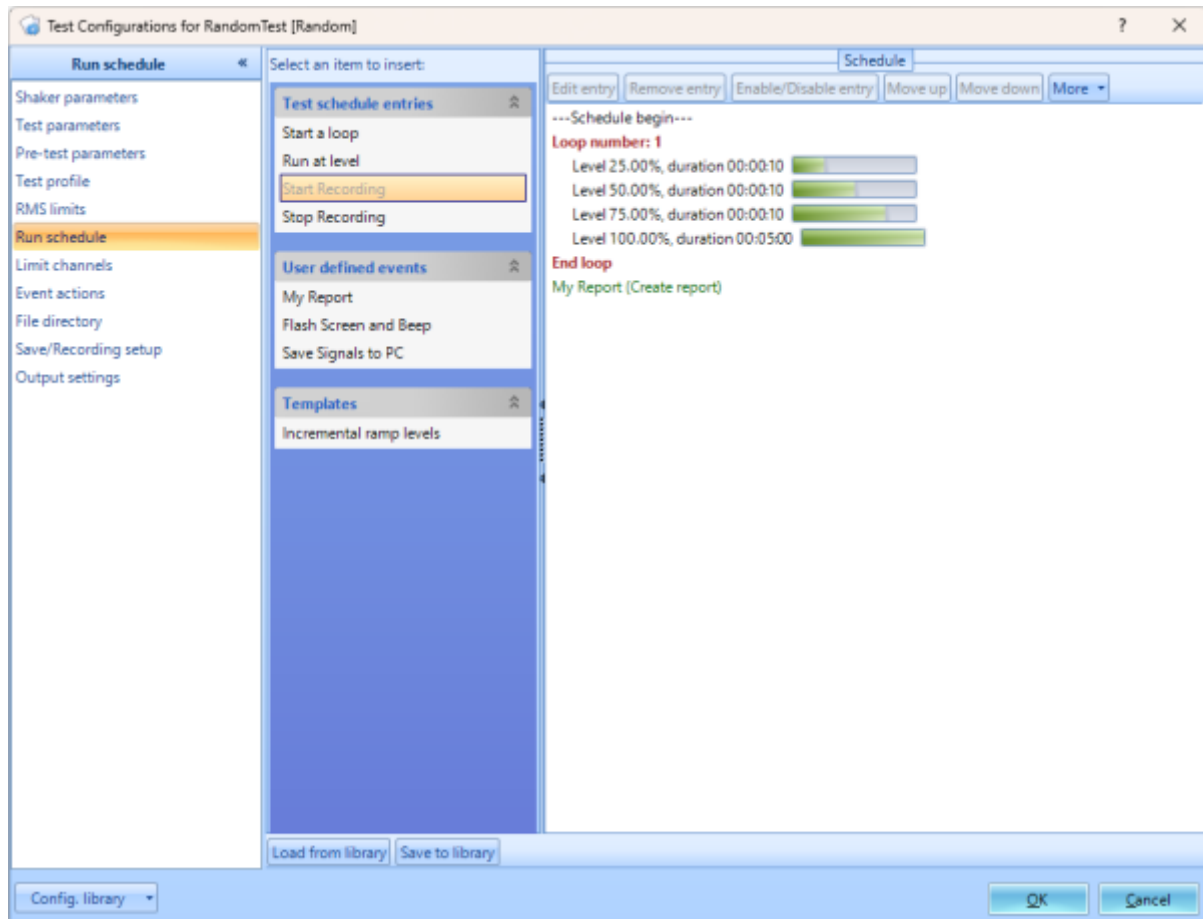 Test Configurations for RandomTest [Random]
?
Run schedule «
Shaker parameters
Test parameters
Pre-test parameters
Test profile
RMS limits
Run schedule
Limit channels
Event actions
File directory
Save/Recording setup
Output settings
Select an item to insert:
Test schedule entries
Start a loop
Run at level
Start Recording
Stop Recording
User defined events
My Report
Flash Screen and Beep
Save Signals to PC
Templates
Incremental ramp levels
Schedule
Edit entry Remove entry Enable/Disable entry Move up Move down More
---Schedule begin---
Loop number: 1
Level 25.00%, duration 00:00:10
Level 50.00%, duration 00:00:10
Level 75.00%, duration 00:00:10
Level 100.00%, duration 00:05:00
End loop
My Report (Create report)
Load from library Save to library
Config. library
OK Cancel